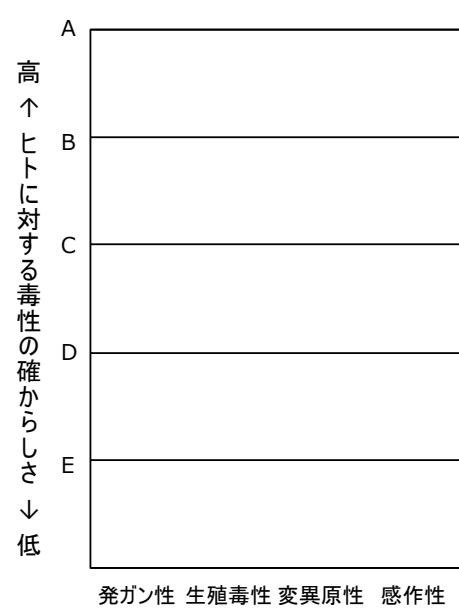 A
B
C
D
E
高 ↑ ヒトに対する毒性の確からしさ ↓ 低
発ガン性 生殖毒性 変異原性 感作性